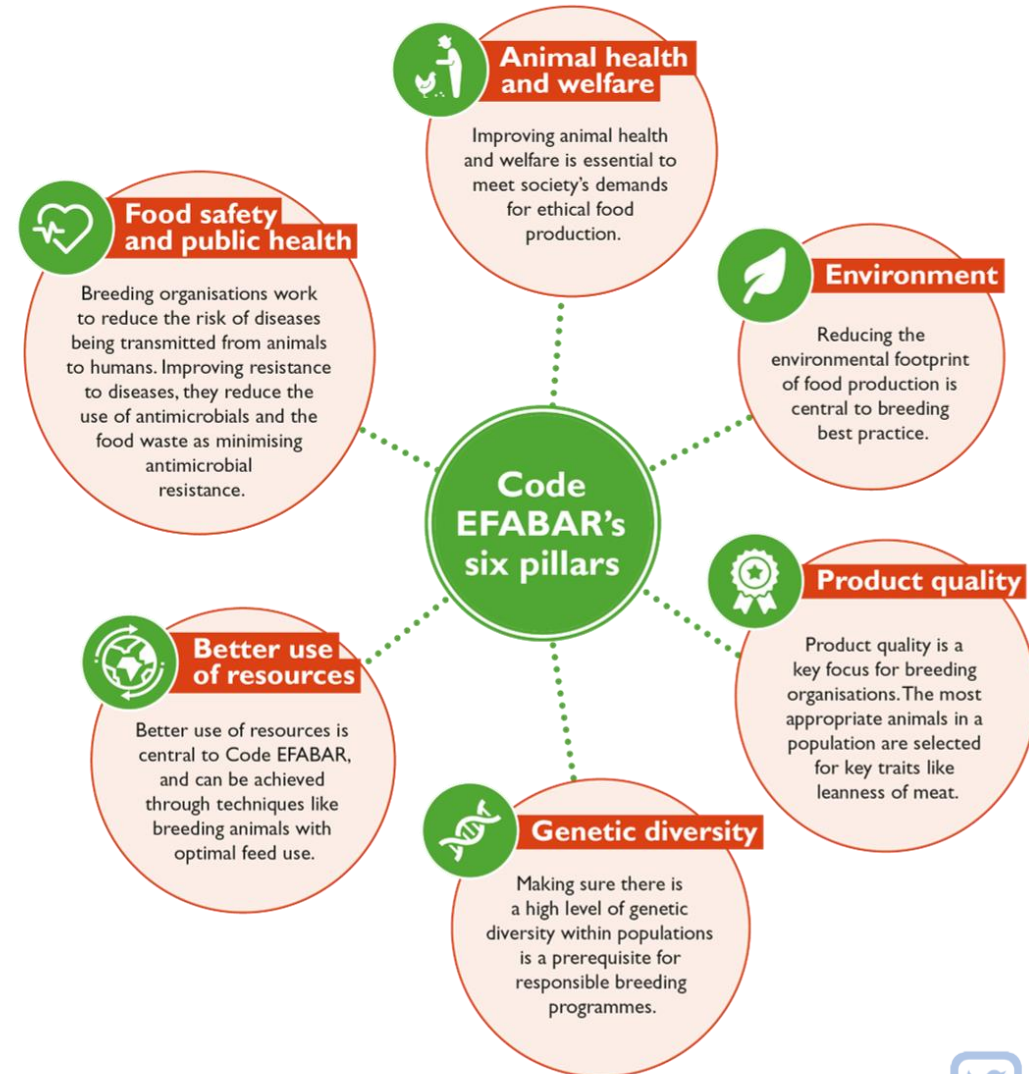 Animal health
and welfare
Improving animal health
and welfare is essential to
meet society's demands
for ethical food
production.
Food safety
and public health
Breeding organisations work
to reduce the risk of diseases
being transmitted from animals
to humans. Improving resistance
to diseases, they reduce the
use of antimicrobials and the
food waste as minimising
antimicrobial
resistance.
Environment
Reducing the
environmental footprint
of food production is
central to breeding
best practice.
Code
EFABAR's
six pillars
Product quality
Product quality is a
key focus for breeding
organisations. The most
appropriate animals in a
population are selected
for key traits like
leanness of meat.
Better use
of resources
Better use of resources is
central to Code EFABAR,
and can be achieved
through techniques like
breeding animals with
optimal feed use.
Genetic diversity
Making sure there is
a high level of genetic
diversity within populations
is a prerequisite for
responsible breeding
programmes.